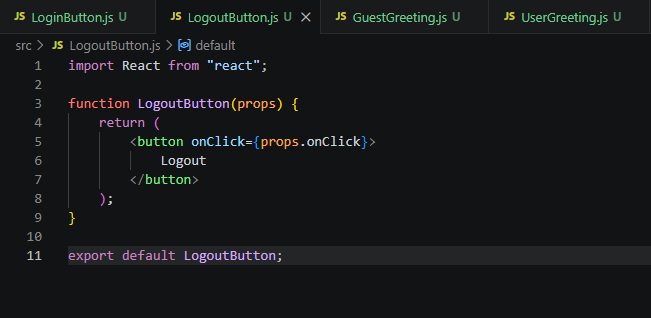 JS LoginButton.js U JS LogoutButton.js U JS GuestGreeting.js U JS UserGreeting.js U
src > JS LogoutButton.js > default
1 import React from "react";
2
3 function LogoutButton(props) {
4     return (
5         <button onClick={props.onClick}>
6             Logout
7         </button>
8     );
9 }
10
11 export default LogoutButton;